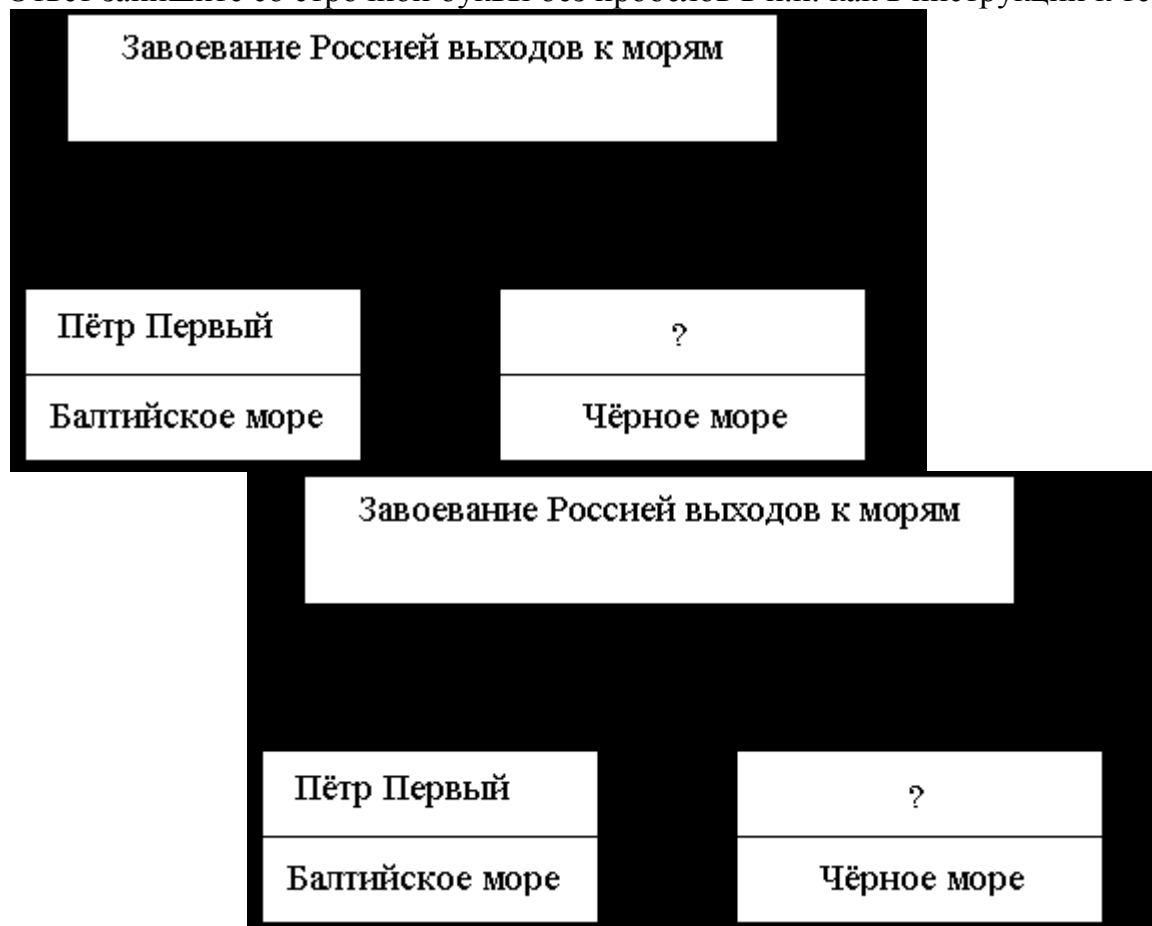 Завоевание Россией выходов к морям
Пётр Первый
?
Балтийское море
Чёрное море
Завоевание Россией выходов к морям
Пётр Первый
?
Балтийское море
Чёрное море